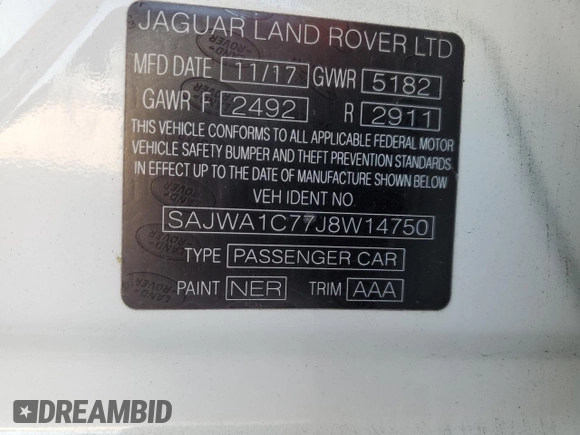 JAGUAR LAND ROVER LTD
MFD DATE 11/17 GWWR 5182
GAWR F 2492 R 2911
THIS VEHICLE CONFORMS TO ALL APPLICABLE FEDERAL MOTOR
VEHICLE SAFETY BUMPER AND THEFT PREVENTION STANDARDS
IN EFFECT UP TO THE DATE OF MANUFACTURE SHOWN BELOW
VEH IDENT NO.
SAJWA1C77J8W14750
TYPE PASSENGER CAR
PAINT NER TRIM AAA
DREAMBID